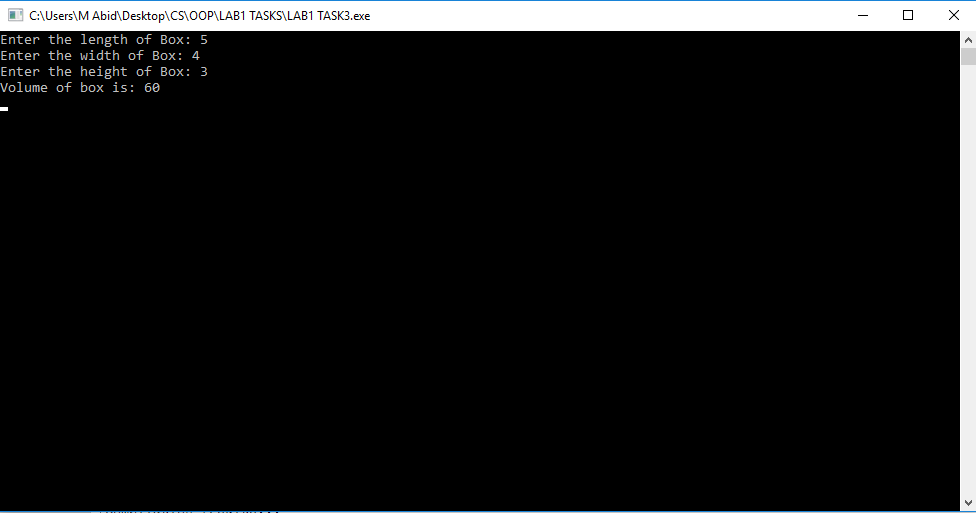 C:\Users\M Abid\Desktop\CS\OOP\LAB1 TASKS\LAB1 TASK3.exe
Enter the length of Box: 5
Enter the width of Box: 4
Enter the height of Box: 3
Volume of box is: 60